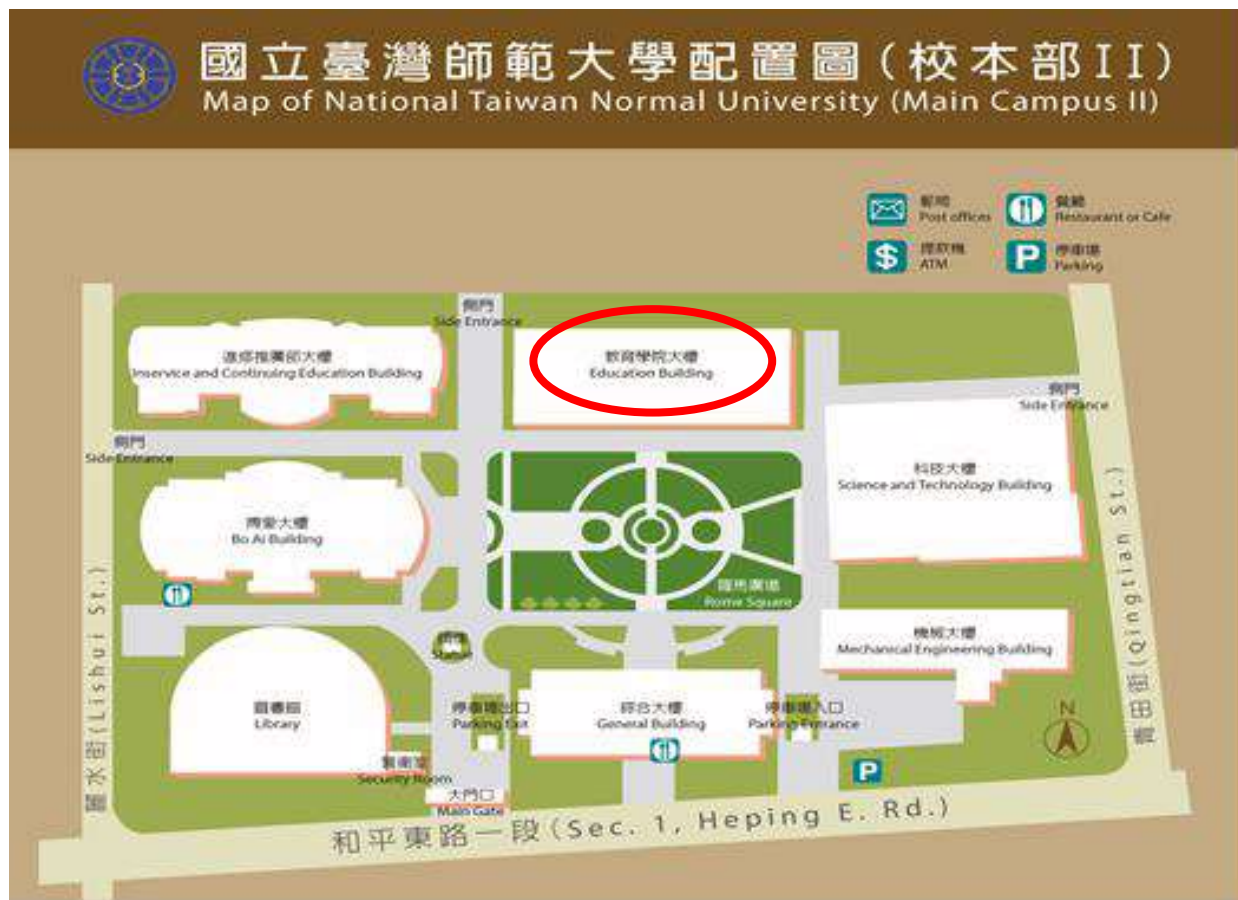 國立臺灣師範大學配置圖(校本部II)
Map of National Taiwan Normal University (Main Campus II)
郵局
Post offices
餐廳
Restaurant or Cafe
$
提款機
ATM
P
停車場
Parking
側門
Side Entrance
進修推廣部大樓
Inservice and Continuing Education Building
教育學院大樓
Education Building
側門
Side Entrance
側門
Side Entrance
科技大樓
Science and Technology Building
博愛大樓
Bo Ai Building
羅馬廣場
Rome Square
機械大樓
Mechanical Engineering Building
Station
圖書館
Library
停車場出口
Parking Exit
綜合大樓
General Building
停車場入口
Parking Entrance
N
警衛室
Security Room
P
大門口
Main Gate
麗水街(Lishui St.)
青田街(Qingtian St.)
和平東路一段(Sec. 1, Heping E. Rd.)